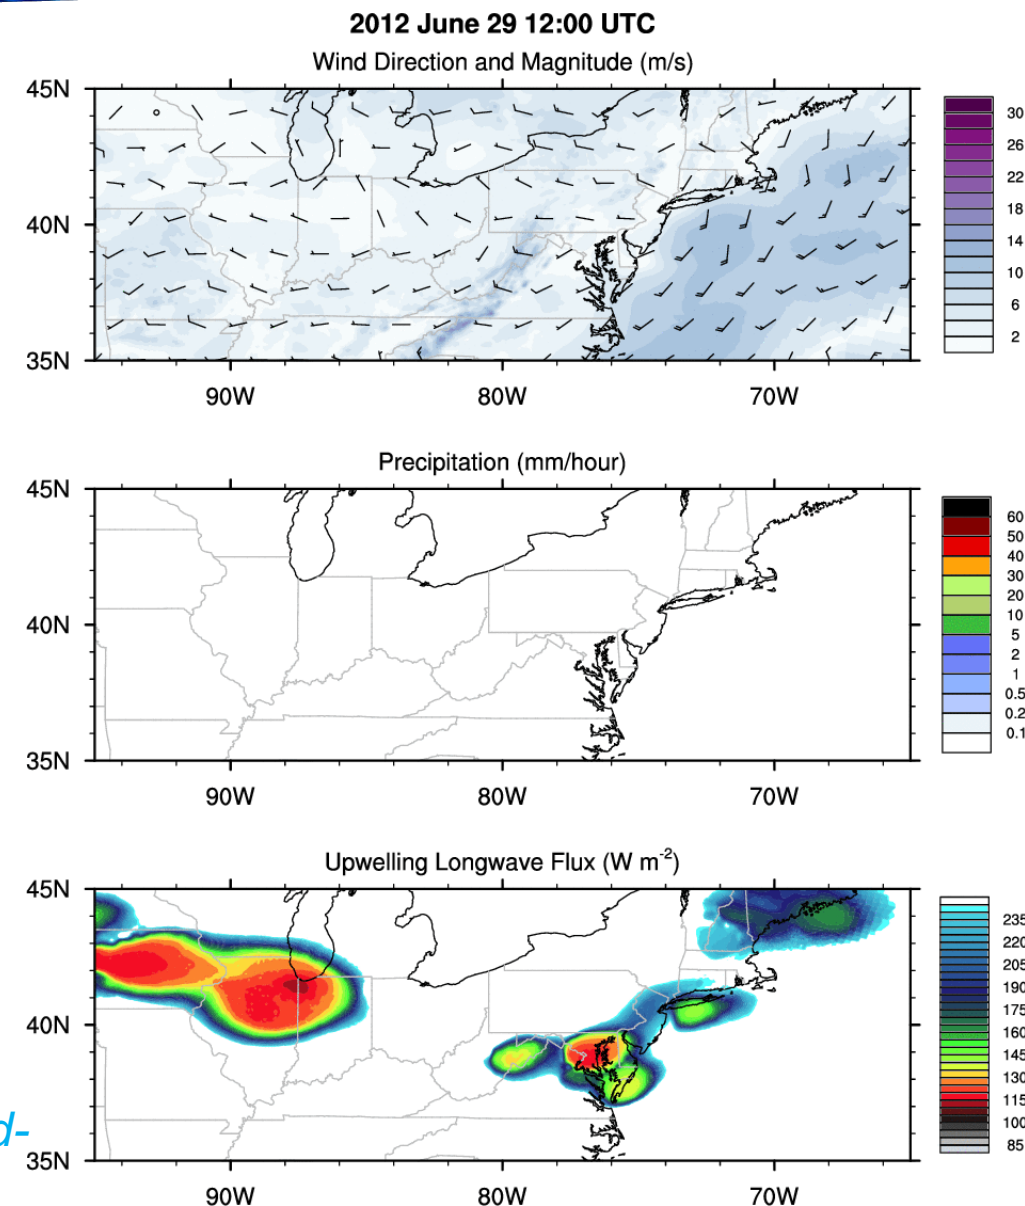 2012 June 29 12:00 UTC
Wind Direction and Magnitude (m/s)
45N
40N
35N
90W 80W 70W
30
26
22
18
14
10
6
2
Precipitation (mm/hour)
45N
40N
35N
90W 80W 70W
60
50
40
30
20
10
5
2
1
0.5
0.2
0.1
Upwelling Longwave Flux (W m-2)
45N
40N
35N
90W 80W 70W
235
220
205
190
175
160
145
130
115
100
85
d-